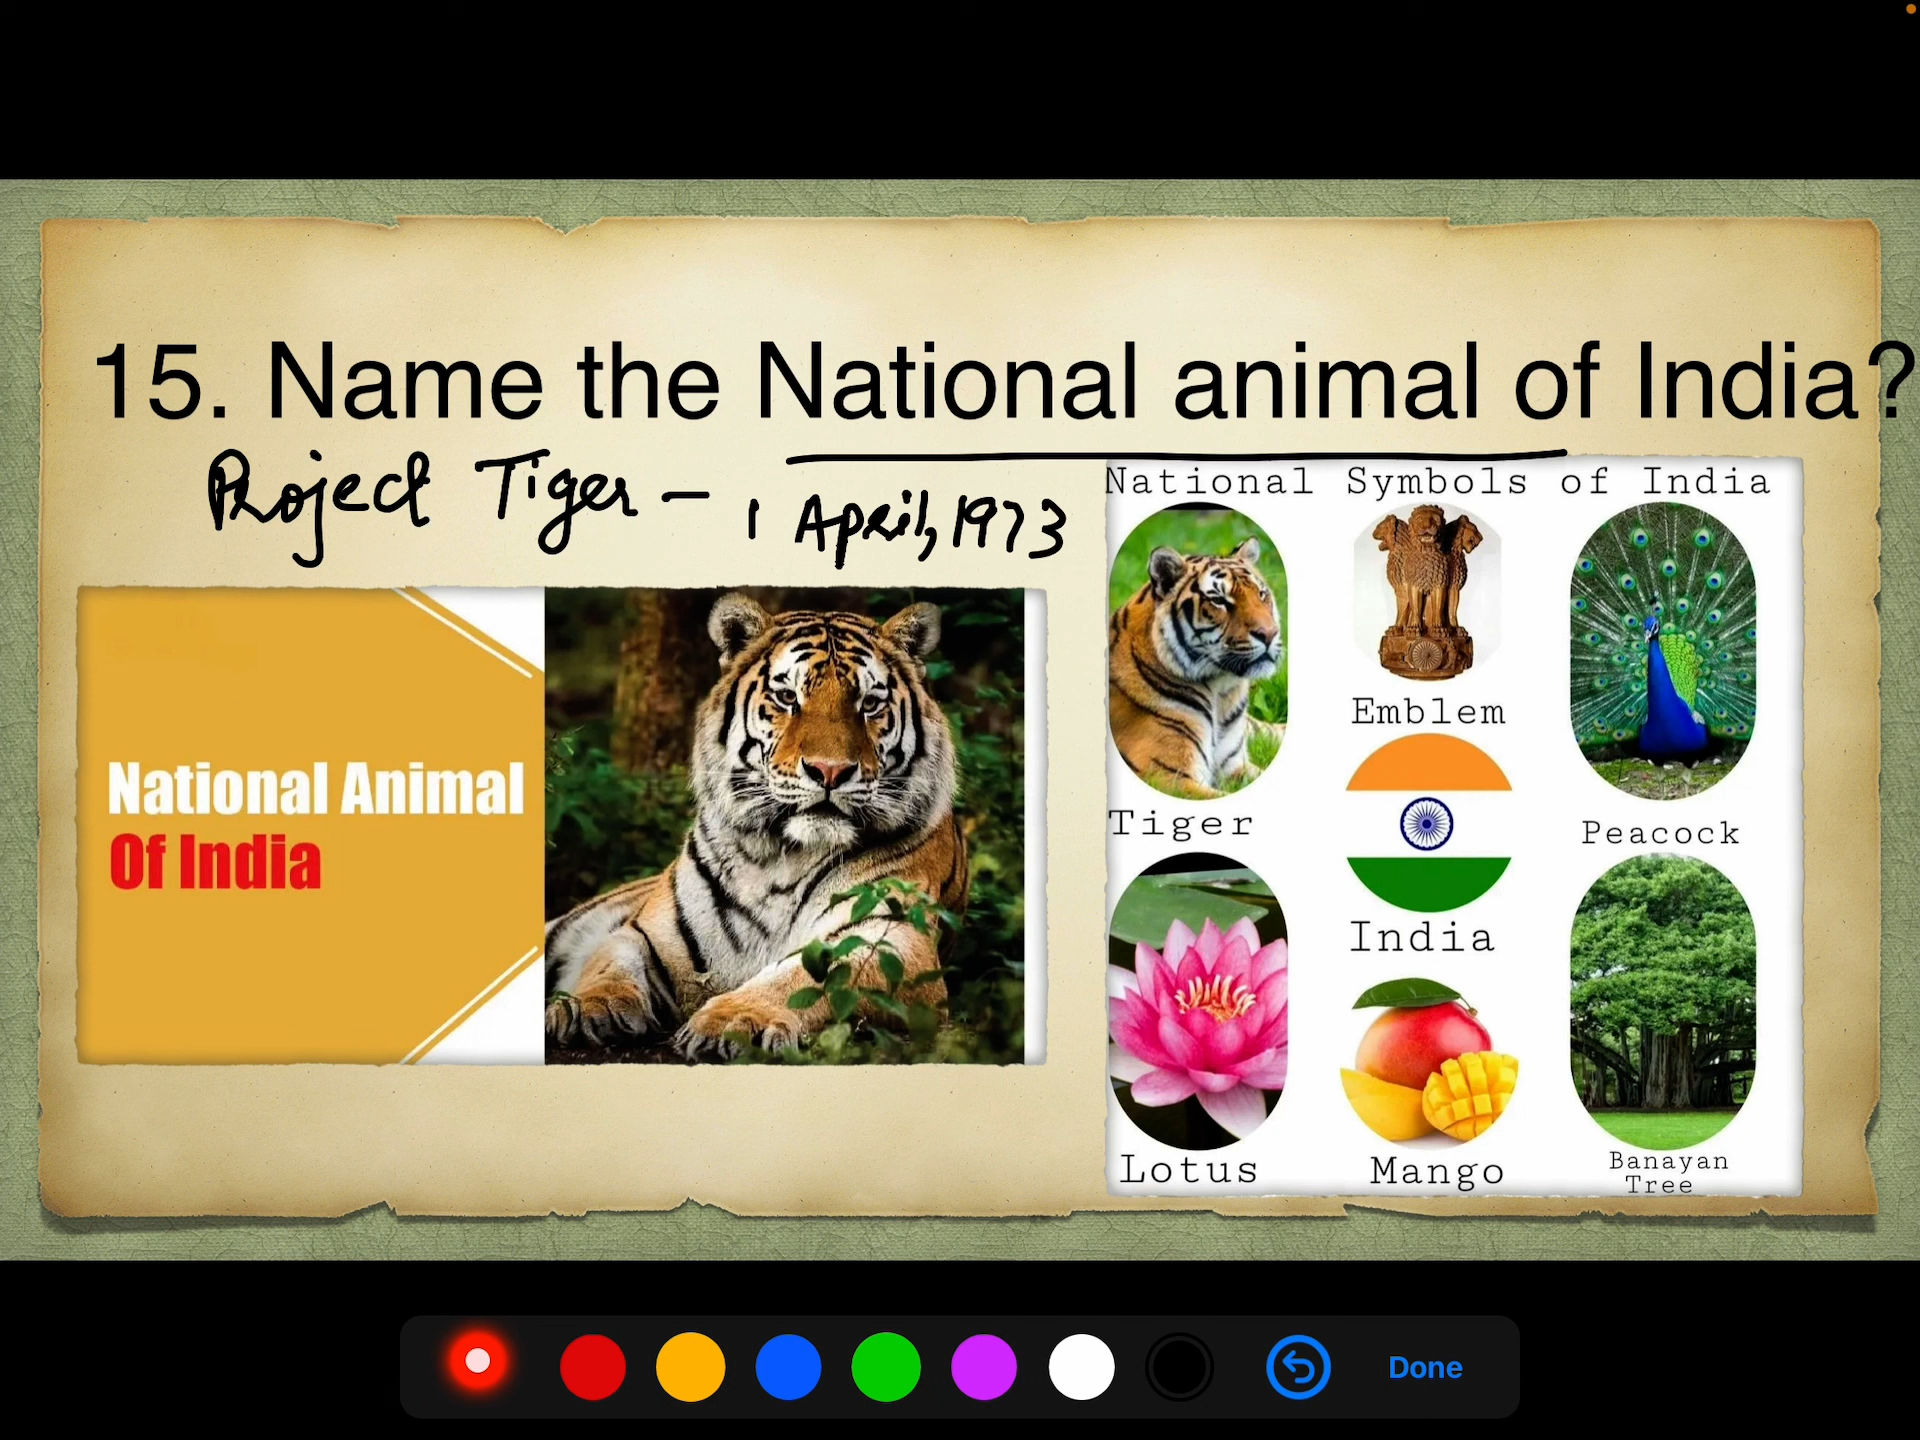 15. Name the National animal of India?
Project Tiger - 1 April, 1973
National Animal
Of India
National Symbols of India
Emblem
Tiger
Peacock
India
Lotus
Mango
Banayan
Tree
Done